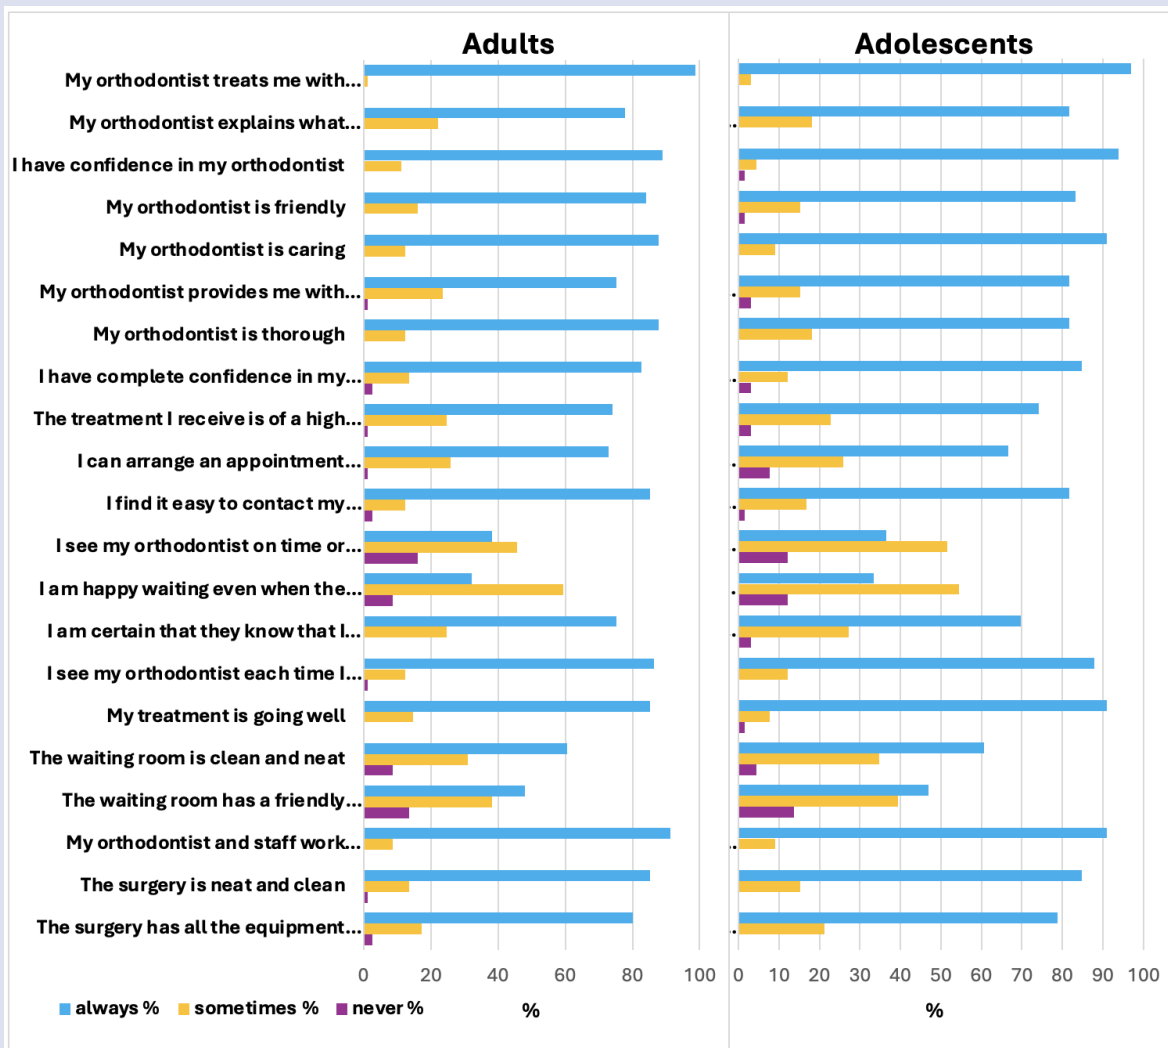 Adults
Adolescents
My orthodontist treats me with...
My orthodontist explains what...
I have confidence in my orthodontist
My orthodontist is friendly
My orthodontist is caring
My orthodontist provides me with...
My orthodontist is thorough
I have complete confidence in my...
The treatment I receive is of a high...
I can arrange an appointment...
I find it easy to contact my...
I see my orthodontist on time or...
I am happy waiting even when the...
I am certain that they know that I...
I see my orthodontist each time I...
My treatment is going well
The waiting room is clean and neat
The waiting room has a friendly...
My orthodontist and staff work...
The surgery is neat and clean
The surgery has all the equipment...
0 20 40 60 80 100
0 10 20 30 40 50 60 70 80 90 100
always % sometimes % never %
%
%